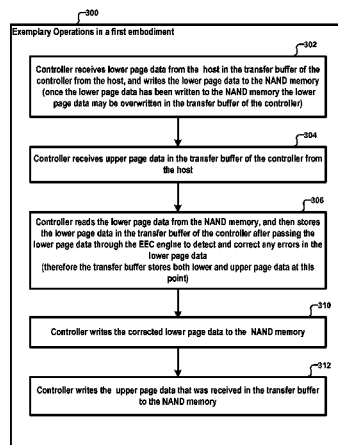 300
Exemplary Operations in a first embodiment
302
Controller receives lower page data from the host in the transfer buffer of the
controller from the host, and writes the lower page data to the NAND memory
(once the lower page data has been written to the NAND memory the lower
page data may be overwritten in the transfer buffer of the controller)
304
Controller receives upper page data in the transfer buffer of the controller from
the host
306
Controller reads the lower page data from the NAND memory, and then stores
the lower page data in the transfer buffer of the controller after passing the
lower page data through the EEC engine to detect and correct any errors in the
lower page data
(therefore the transfer buffer stores both lower and upper page data at this
point)
310
Controller writes the corrected lower page data to the NAND memory
312
Controller writes the upper page data that was received in the transfer buffer
to the NAND memory